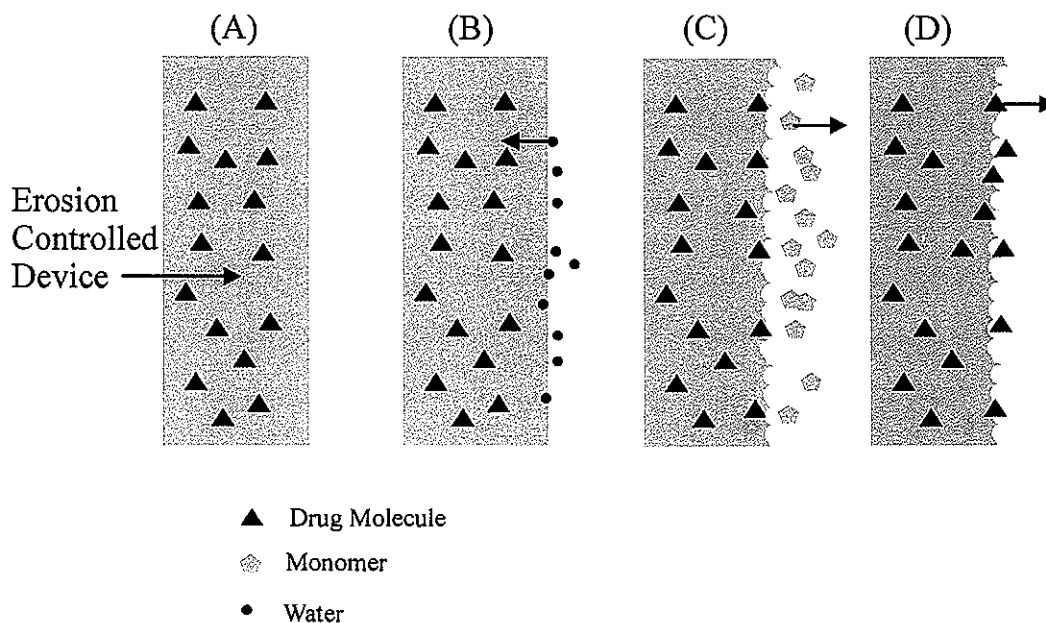 (A)
(B)
(C)
(D)
Erosion
Controlled
Device
Drug Molecule
Monomer
Water